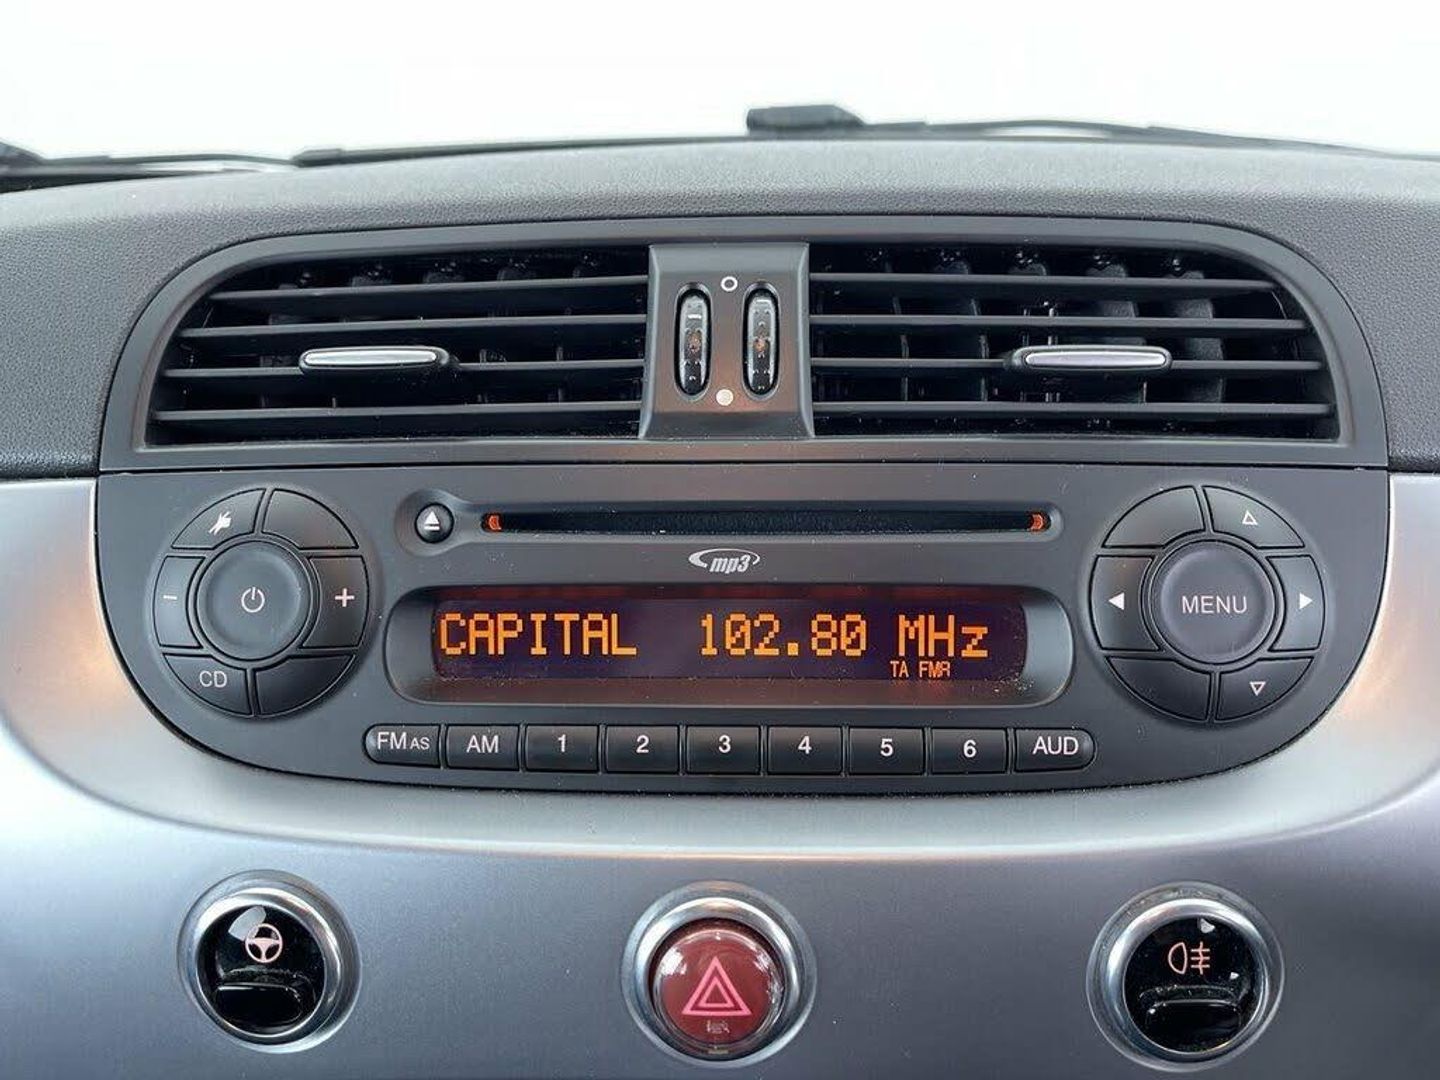 mp3
− +
CD
MENU
CAPITAL 102.80 MHz
TA FMR
FM AS AM 1 2 3 4 5 6 AUD